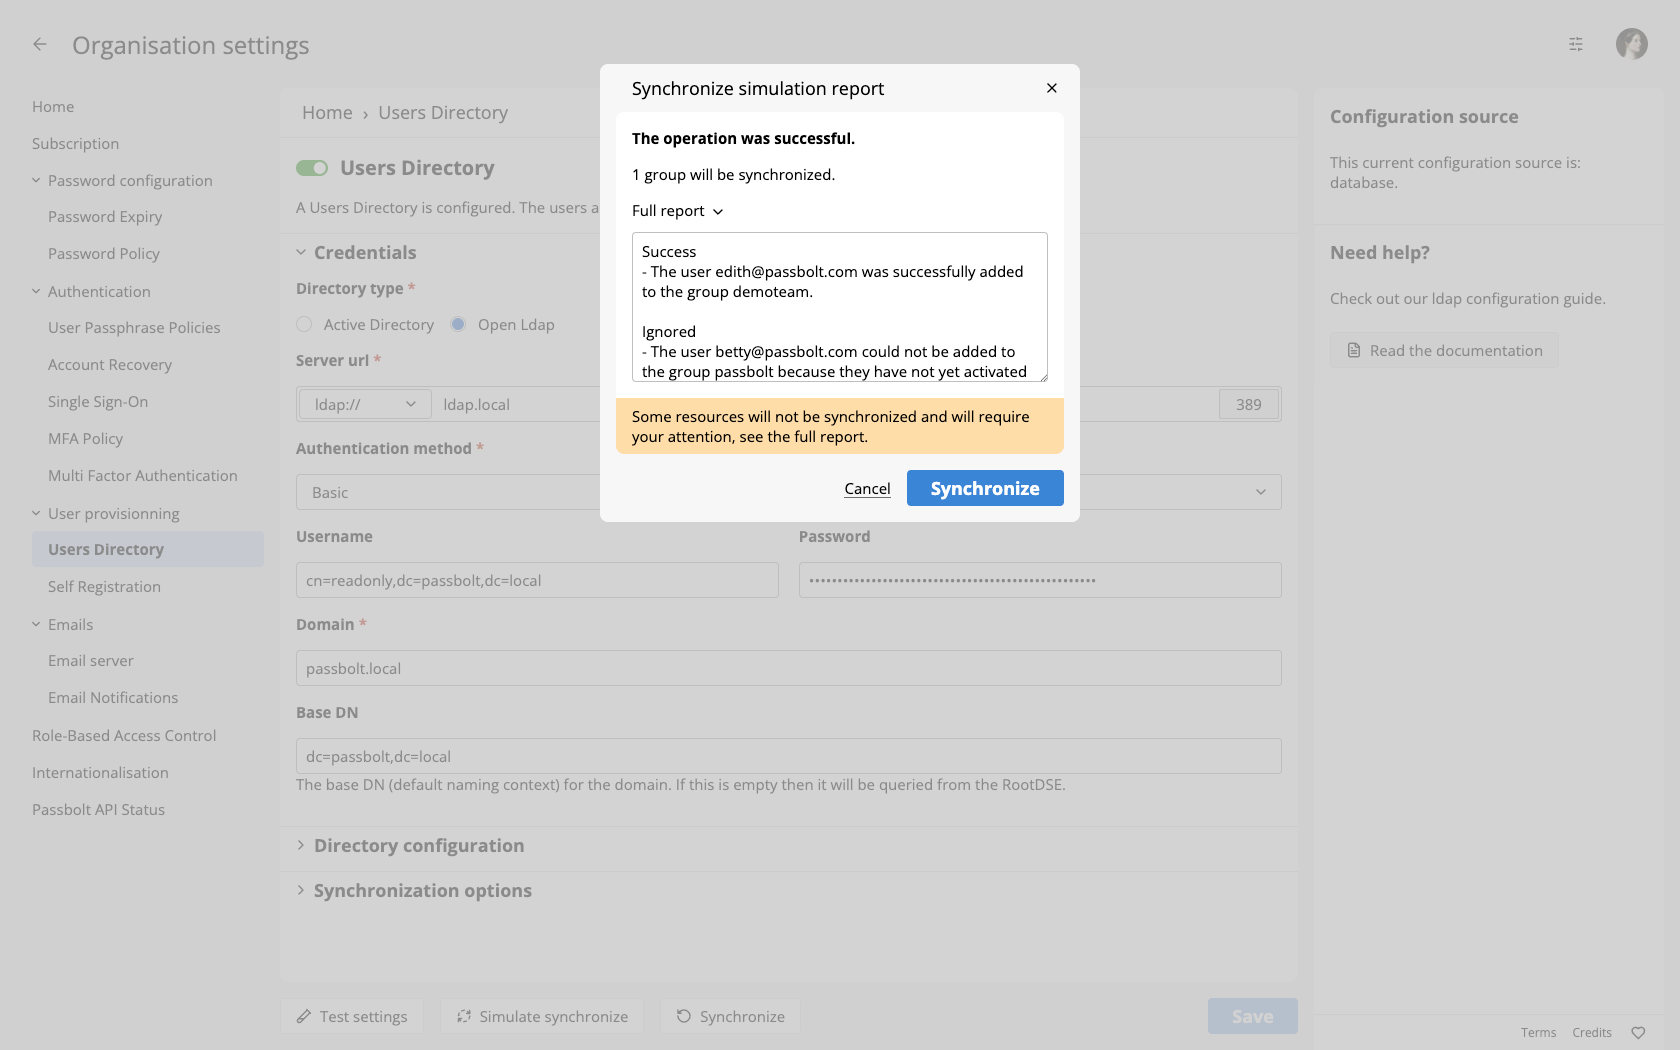 Organisation settings
Home
Subscription
Password configuration
Password Expiry
Password Policy
Authentication
User Passphrase Policies
Account Recovery
Single Sign-On
MFA Policy
Multi Factor Authentication
User provisionning
Users Directory
Self Registration
Emails
Email server
Email Notifications
Role-Based Access Control
Internationalisation
Passbolt API Status
Home › Users Directory
Users Directory
A Users Directory is configured. The users a
Credentials
Directory type *
Active Directory
Open Ldap
Server url *
ldap://
ldap.local
389
Authentication method *
Basic
Username
Password
cn=readonly,dc=passbolt,dc=local
Domain *
passbolt.local
Base DN
dc=passbolt,dc=local
The base DN (default naming context) for the domain. If this is empty then it will be queried from the RootDSE.
Directory configuration
Synchronization options
Test settings
Simulate synchronize
Synchronize
Save
Synchronize simulation report
The operation was successful.
1 group will be synchronized.
Full report
Success
- The user edith@passbolt.com was successfully added
to the group demoteam.
Ignored
- The user betty@passbolt.com could not be added to
the group passbolt because they have not yet activated
Some resources will not be synchronized and will require
your attention, see the full report.
Cancel
Synchronize
Configuration source
This current configuration source is:
database.
Need help?
Check out our ldap configuration guide.
Read the documentation
Terms
Credits